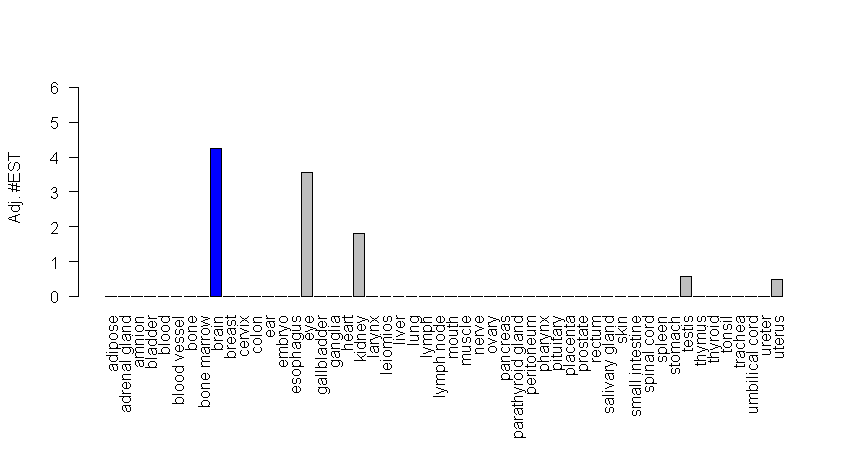 6
5
4
3
2
1
0
Adj. #EST
adipose
adrenal gland
amnion
bladder
blood
blood vessel
bone
bone marrow
brain
breast
cervix
colon
ear
embryo
esophagus
eye
gallbladder
ganglia
heart
kidney
larynx
leiomios
liver
lung
lymph
lymph node
mouth
muscle
nerve
ovary
pancreas
parathyroid gland
peritoneum
pharynx
pituitary
placenta
prostate
rectum
salivary gland
skin
small intestine
spinal cord
spleen
stomach
testis
thymus
thyroid
tonsil
trachea
umbilical cord
ureter
uterus